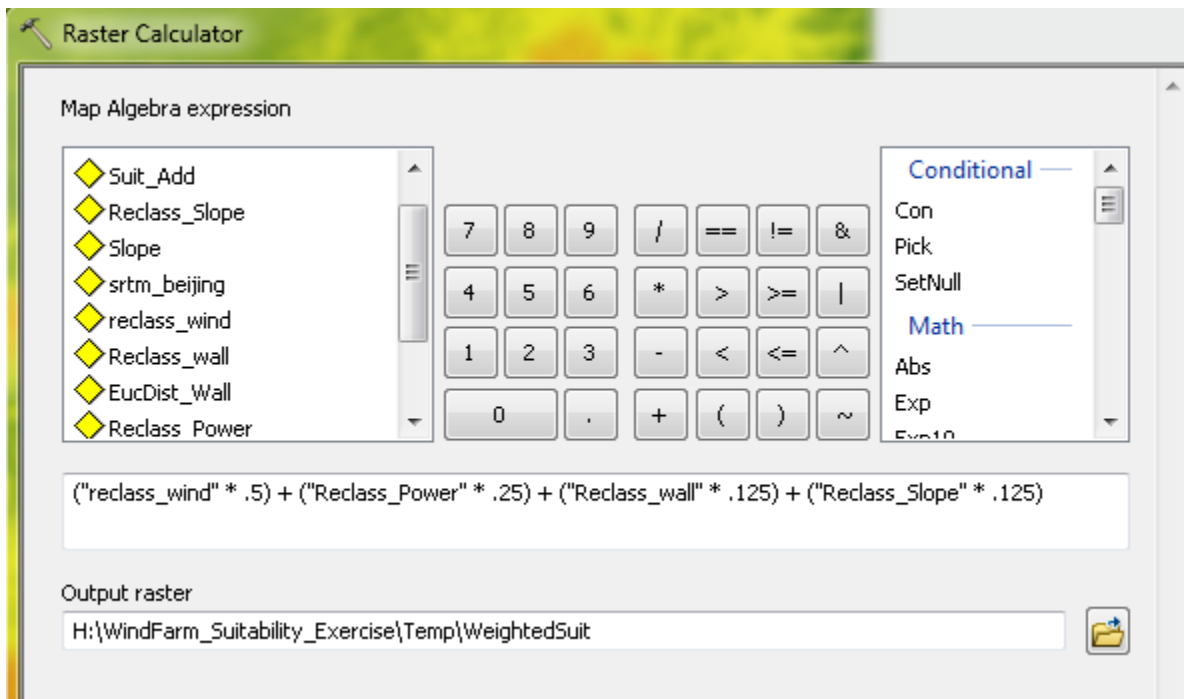 Raster Calculator
Map Algebra expression
Suit_Add
Reclass_Slope
Slope
srtm_beijing
reclass_wind
Reclass_wall
EucDist_Wall
Reclass_Power
7 8 9 / == != &
4 5 6 * > >= |
1 2 3 - < <= ^
0 . + ( ) ~
Conditional
Con
Pick
SetNull
Math
Abs
Exp
Exp10
("reclass_wind" * .5) + ("Reclass_Power" * .25) + ("Reclass_wall" * .125) + ("Reclass_Slope" * .125)
Output raster
H:\WindFarm_Suitability_Exercise\Temp\WeightedSuit